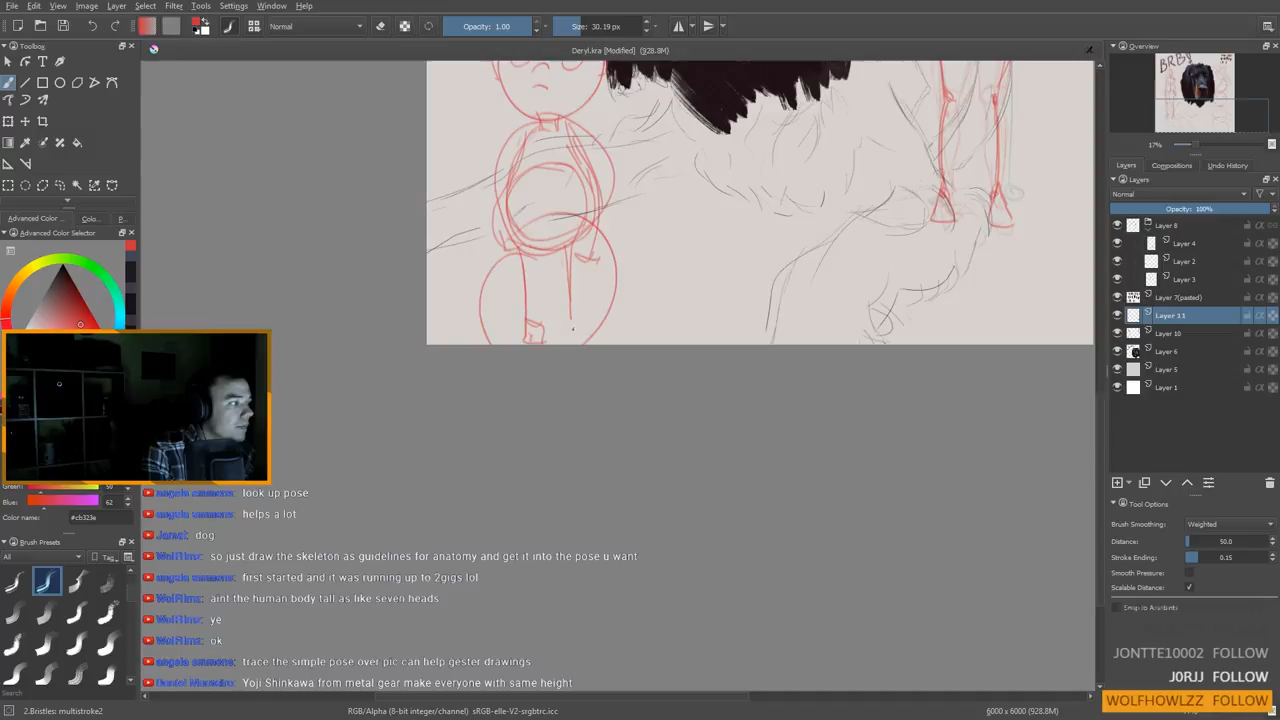 File Edit View Image Layer Select Filter Tools Settings Window Help
Normal Opacity: 1.00 Size: 30.19 px
Deryl.kra [Modified] (928.8M)
Toolbox
Overview
BRB
17%
Layers Compositions Undo History
Layers
Normal
Opacity: 100%
Layer 8
Layer 4
Layer 2
Layer 3
Layer 7(pasted)
Layer 11
Layer 10
Layer 6
Layer 5
Layer 1
Advanced Color ... Colo... P...
Advanced Color Selector
Green: 50
Blue: 62
Color name: #cb323e
Brush Presets
All Tag
Search
look up pose
helps a lot
dog
so just draw the skeleton as guidelines for anatomy and get it into the pose u want
first started and it was running up to 2gigs lol
aint the human body tall as like seven heads
ye
ok
trace the simple pose over pic can help gester drawings
Yoji Shinkawa from metal gear make everyone with same height
Tool Options
Brush Smoothing: Weighted
Distance: 50.0
Stroke Ending: 0.15
Smooth Pressure:
Scalable Distance:
Snap to Assistants
JONTTE10002 FOLLOW
J0RJJ FOLLOW
WOLFHOWLZZ FOLLOW
2.Bristles: multistroke2 RGB/Alpha (8-bit integer/channel) sRGB-elle-V2-srgbtrc.icc 6000 x 6000 (928.8M)